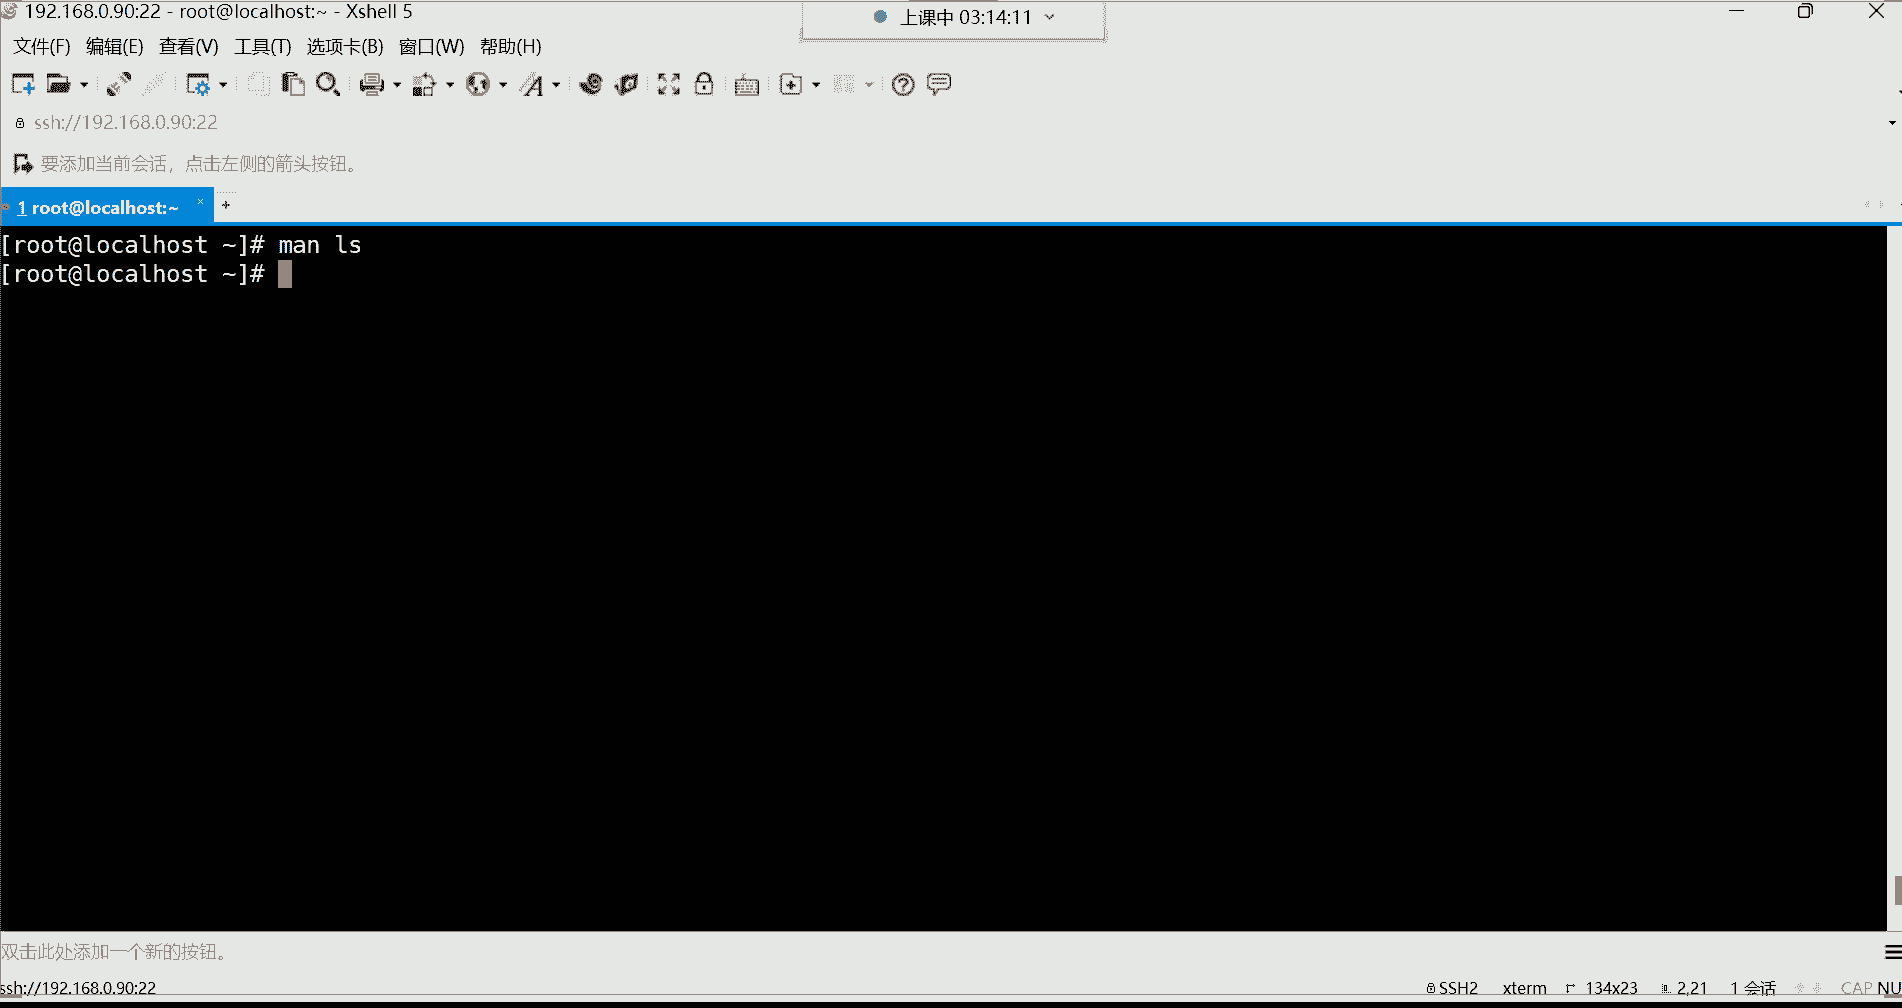 192.168.0.90:22 - root@localhost:~ - Xshell 5
上课中 03:14:11
文件(F) 编辑(E) 查看(V) 工具(T) 选项卡(B) 窗口(W) 帮助(H)
ssh://192.168.0.90:22
要添加当前会话，点击左侧的箭头按钮。
1 root@localhost:~ × +
[root@localhost ~]# man ls
[root@localhost ~]#
双击此处添加一个新的按钮。
ssh://192.168.0.90:22
SSH2 xterm 134x23 2,21 1 会话 CAP NU